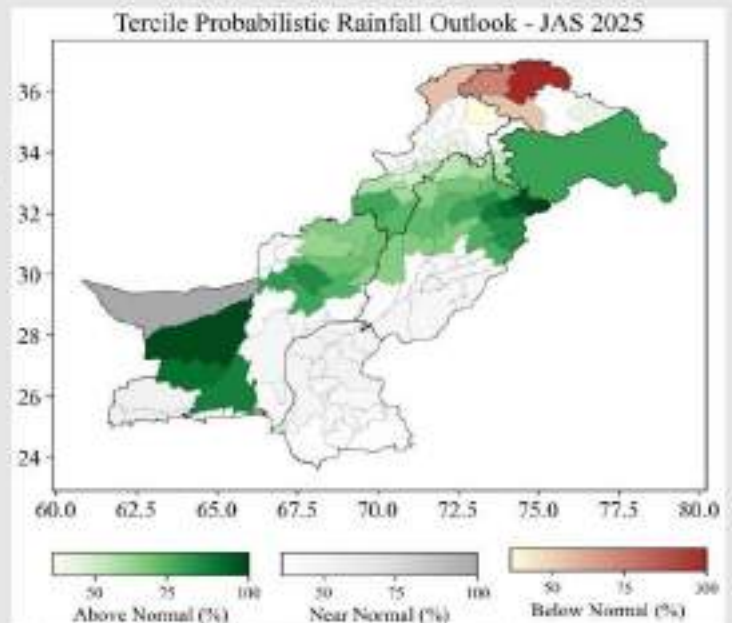 Tercile Probabilistic Rainfall Outlook - JAS 2025
36
34
32
30
28
26
24
60.0 62.5 65.0 67.5 70.0 72.5 75.0 77.5 80.0
50 75 100 50 75 100 50 75 100
Above Normal (%) Near Normal (%) Below Normal (%)